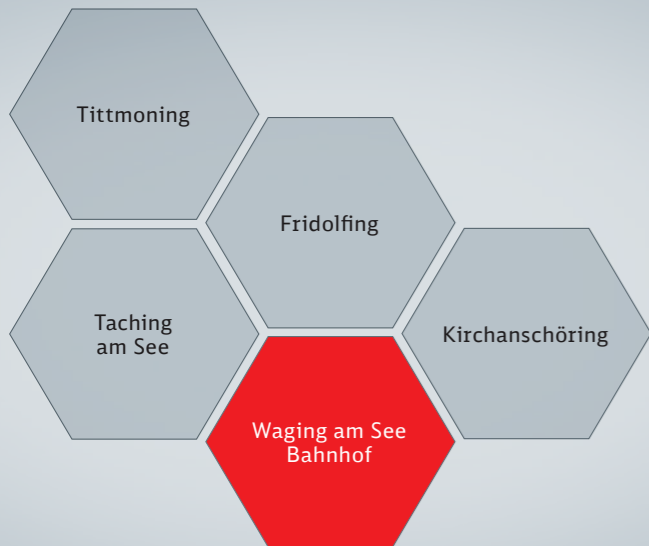 Tittmoning
Fridolfing
Taching
am See
Kirchanschöring
Waging am See
Bahnhof